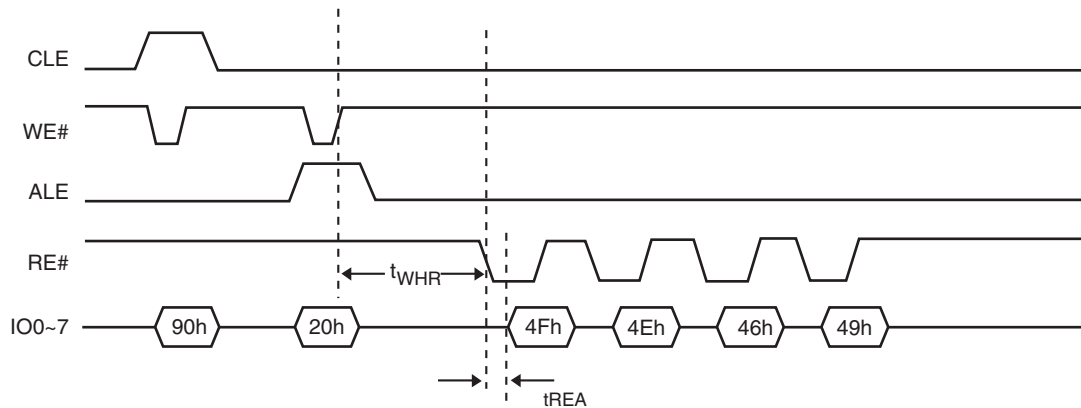 CLE
WE#
ALE
RE#
tWHR
IO0~7 90h 20h 4Fh 4Eh 46h 49h
tREA